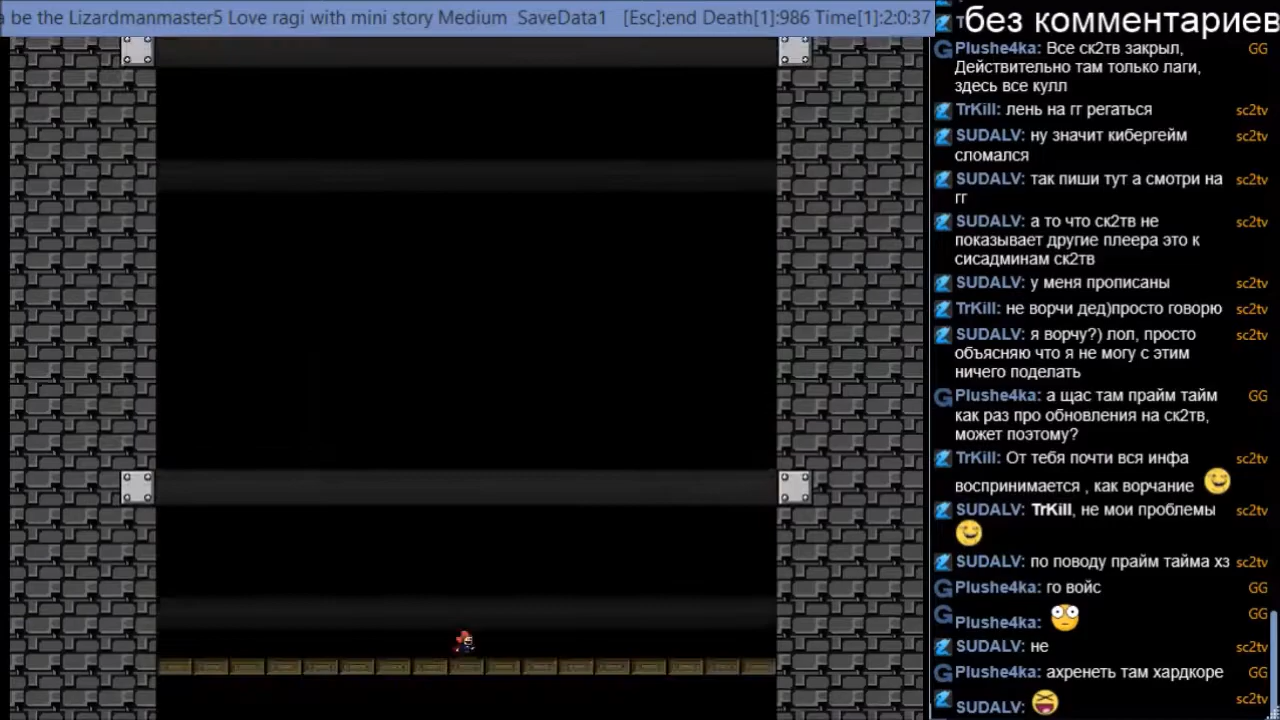 a be the Lizardmanmaster5 Love ragi with mini story Medium SaveData1 [Esc]:end Death[1]:986 Time[1]:2:0:37
без комментариев
Plushe4ka: Все ск2тв закрыл, GG
Действительно там только лаги,
здесь все кулл
TrKill: лень на гг регаться sc2tv
SUDALV: ну значит кибергейм sc2tv
сломался
SUDALV: так пиши тут а смотри на sc2tv
гг
SUDALV: а то что ск2тв не sc2tv
показывает другие плеера это к
сисадминам ск2тв
SUDALV: у меня прописаны sc2tv
TrKill: не ворчи дед)просто говорю sc2tv
SUDALV: я ворчу?) лол, просто sc2tv
объясняю что я не могу с этим
ничего поделать
Plushe4ka: а щас там прайм тайм GG
как раз про обновления на ск2тв,
может поэтому?
TrKill: От тебя почти вся инфа sc2tv
воспринимается , как ворчание
SUDALV: TrKill, не мои проблемы sc2tv
SUDALV: по поводу прайм тайма хз sc2tv
Plushe4ka: го войс GG
Plushe4ka: GG
SUDALV: не sc2tv
Plushe4ka: ахренеть там хардкоре GG
SUDALV: sc2tv